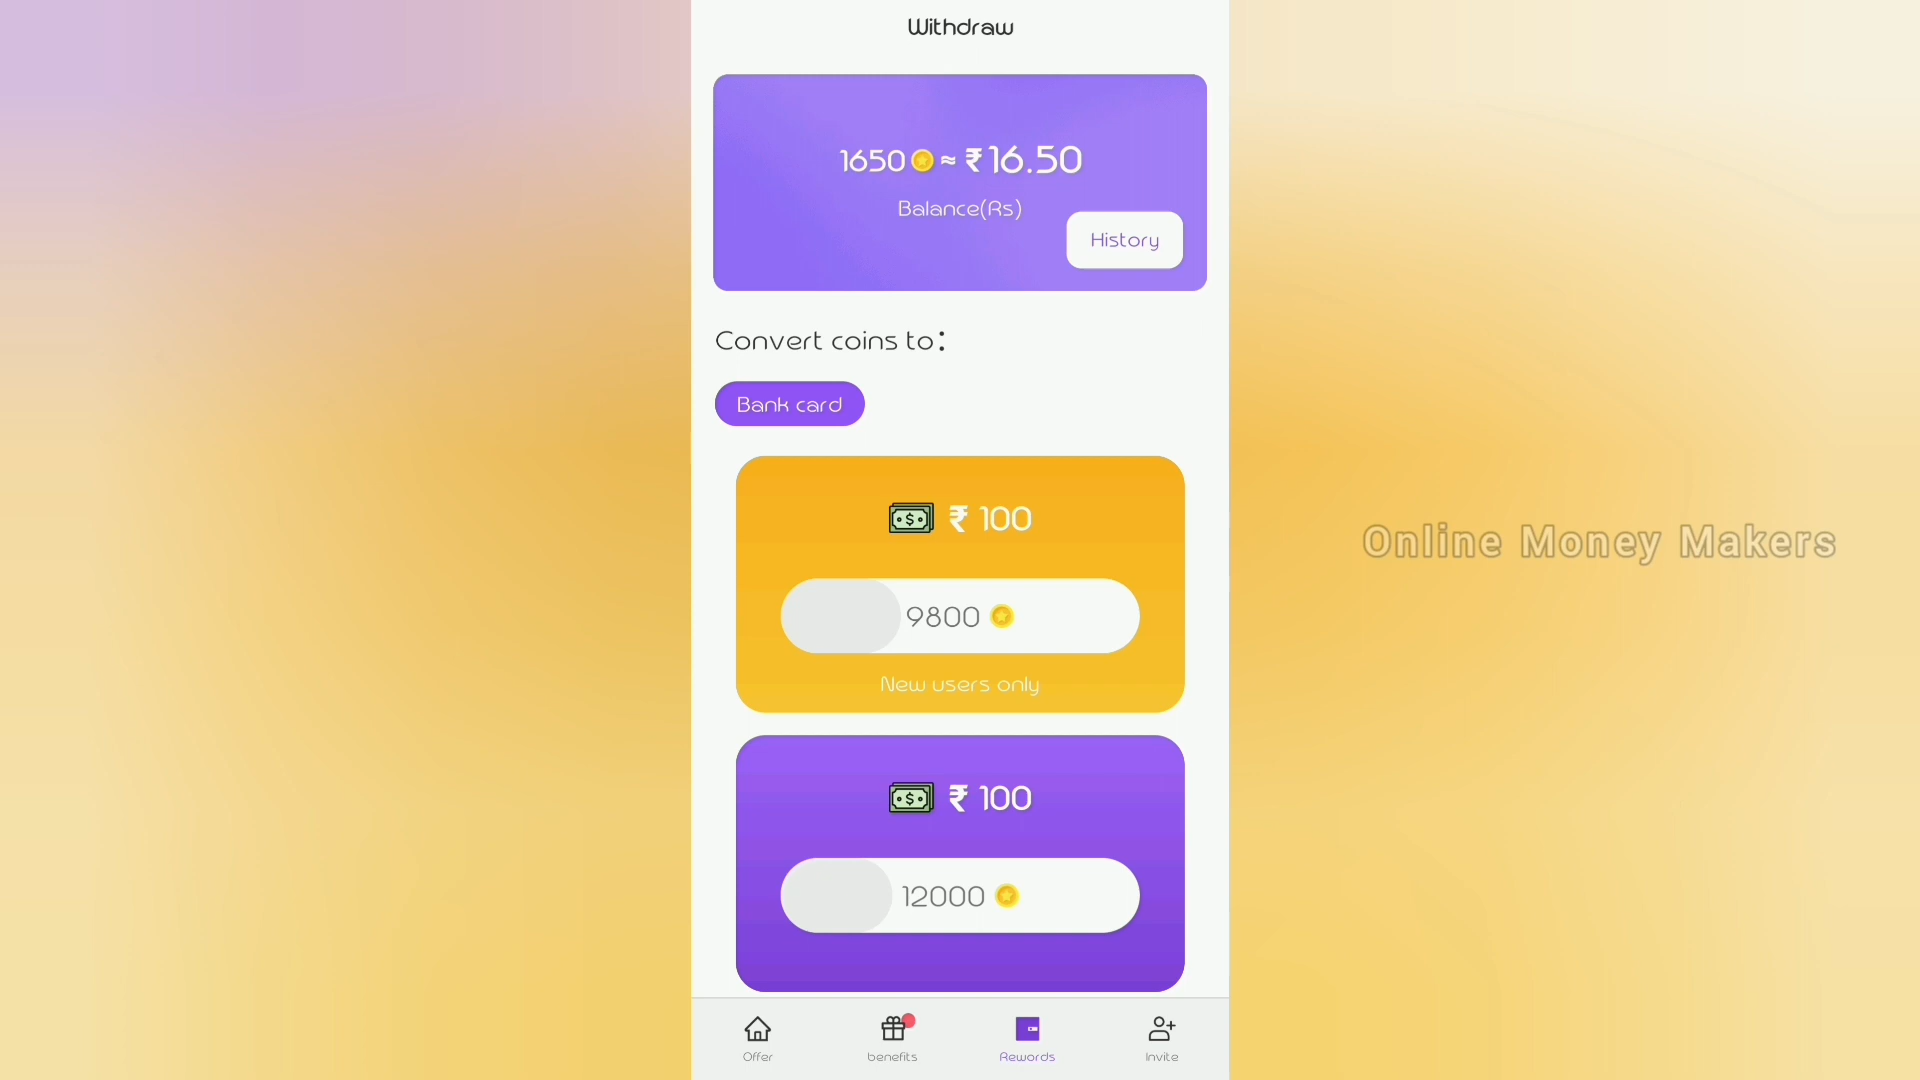 Withdraw
1650 ≈ ₹ 16.50
Balance(Rs)
History
Convert coins to:
Bank card
₹ 100
9800
New users only
₹ 100
12000
Offer
benefits
Rewords
Invite
Online Money Makers